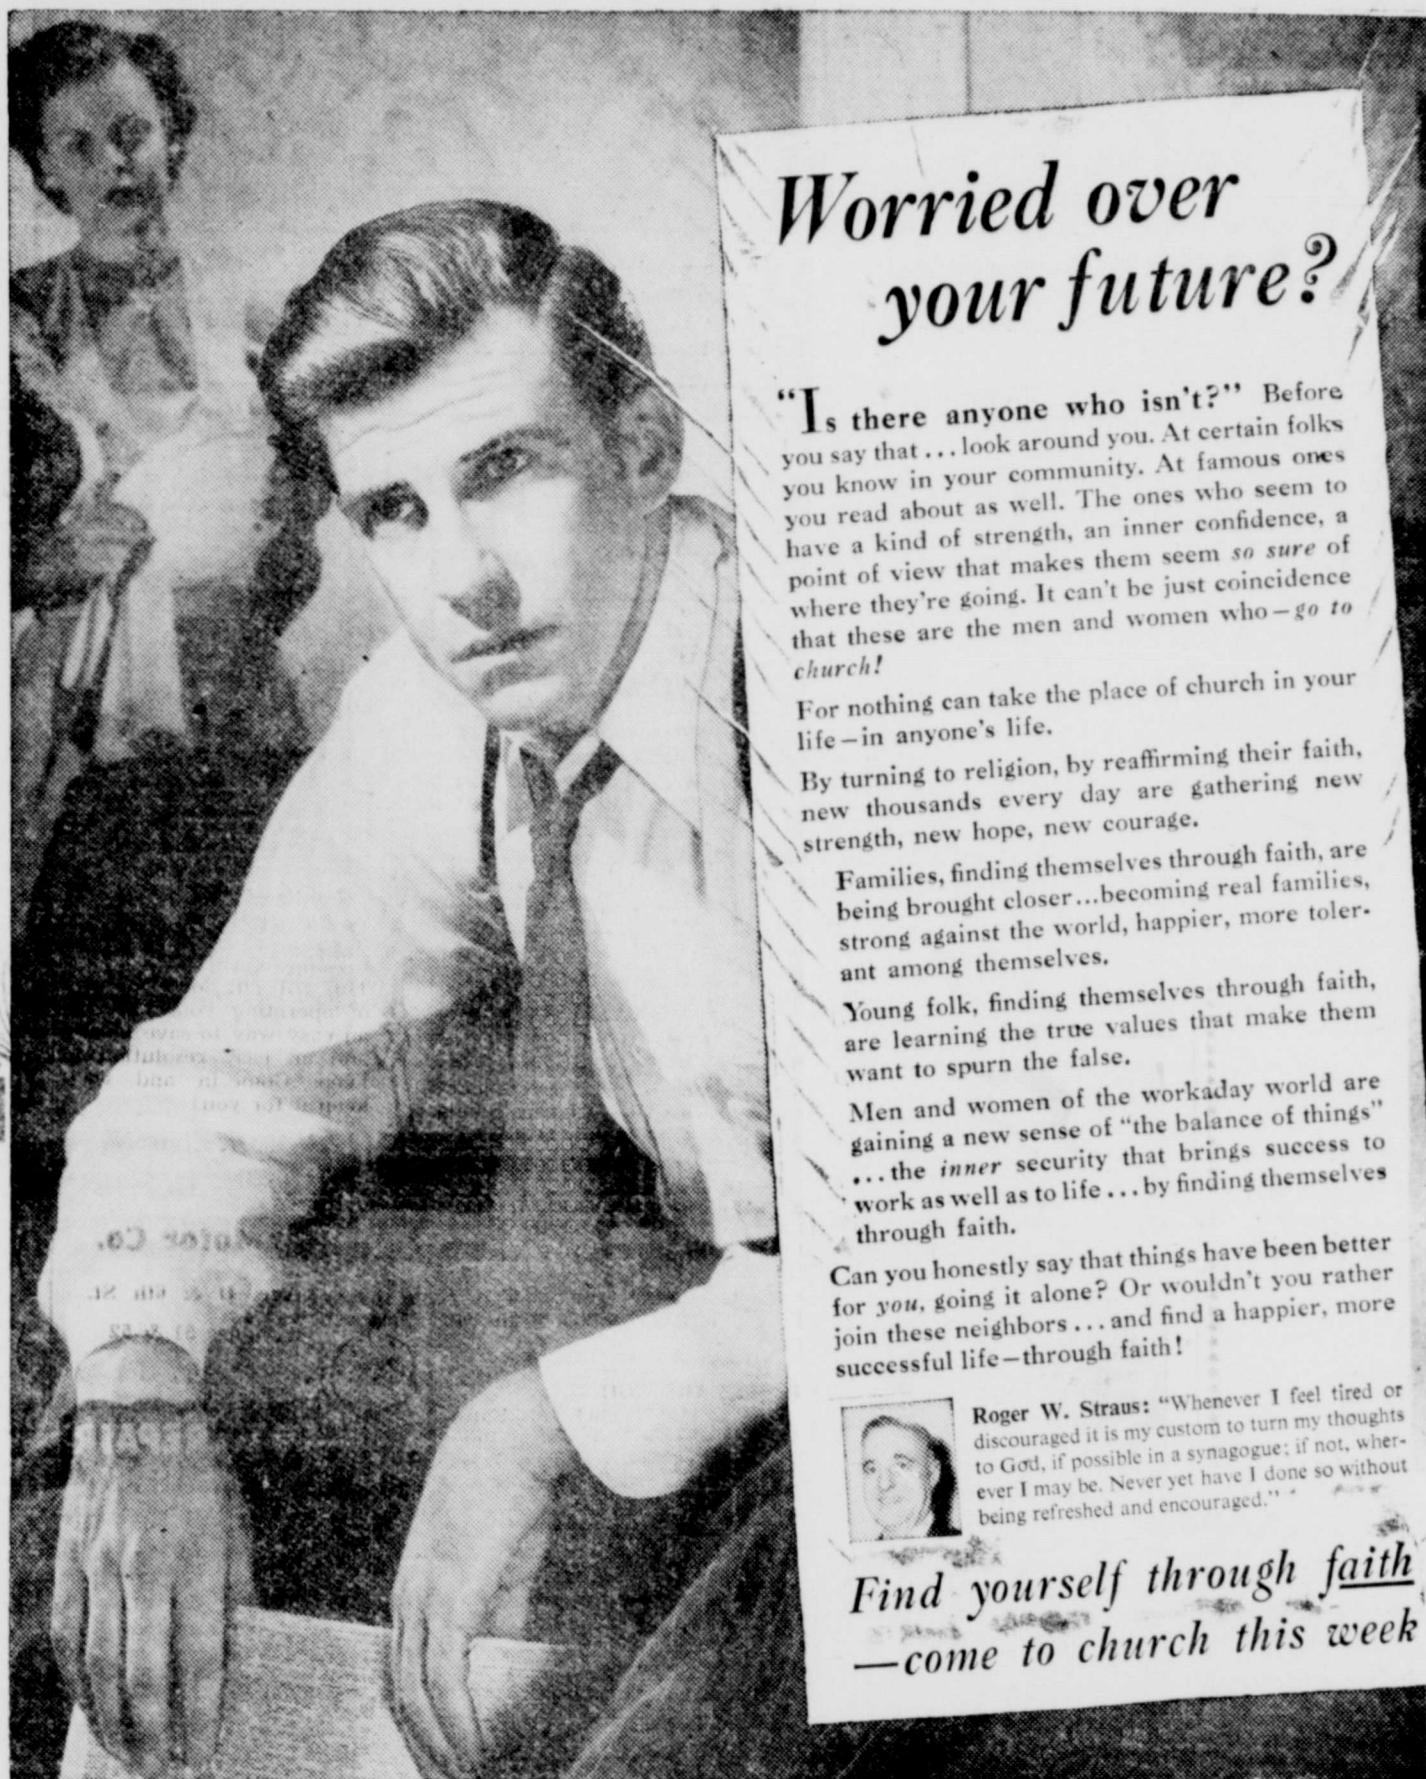 Worried over
your future?
"Is there anyone who isn't?" Before
you say that ... look around you. At certain folks
you know in your community. At famous ones
you read about as well. The ones who seem to
have a kind of strength, an inner confidence, a
point of view that makes them seem so sure of
where they're going. It can't be just coincidence
that these are the men and women who—go to
church!
For nothing can take the place of church in your
life—in anyone's life.
By turning to religion, by reaffirming their faith,
new thousands every day are gathering new
strength, new hope, new courage.
Families, finding themselves through faith, are
being brought closer...becoming real families,
strong against the world, happier, more toler-
ant among themselves.
Young folk, finding themselves through faith,
are learning the true values that make them
want to spurn the false.
Men and women of the workaday world are
gaining a new sense of "the balance of things"
...the inner security that brings success to
work as well as to life ... by finding themselves
through faith.
Can you honestly say that things have been better
for you, going it alone? Or wouldn't you rather
join these neighbors ... and find a happier, more
successful life—through faith!
Roger W. Straus: "Whenever I feel tired or
discouraged it is my custom to turn my thoughts
to God, if possible in a synagogue; if not, wher-
ever I may be. Never yet have I done so without
being refreshed and encouraged."
Find yourself through faith
—come to church this week